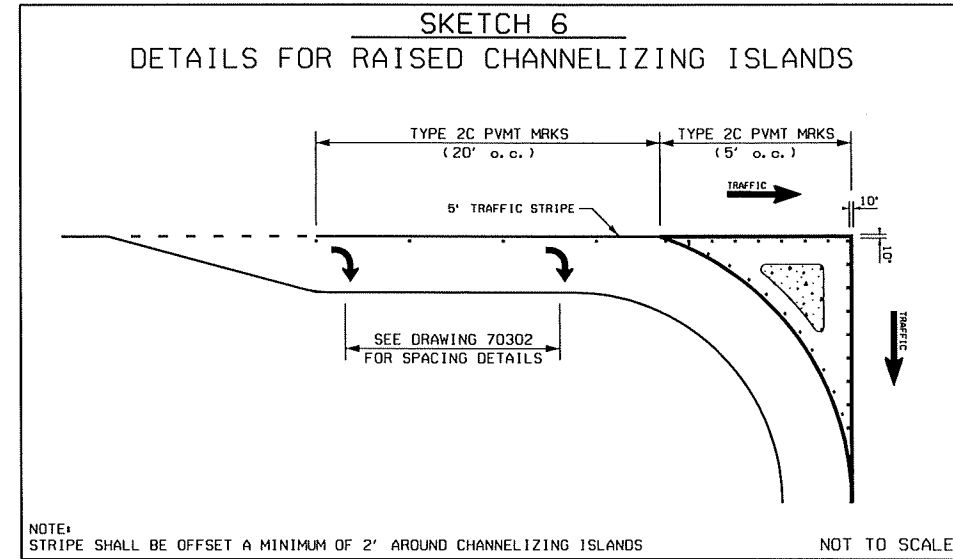 SKETCH 6
DETAILS FOR RAISED CHANNELIZING ISLANDS
TYPE 2C PVMT MRKS
(20' o.c.)
TYPE 2C PVMT MRKS
(5' o.c.)
TRAFFIC
10"
10"
5" TRAFFIC STRIPE
TRAFFIC
SEE DRAWING 70302
FOR SPACING DETAILS
NOTE:
STRIPE SHALL BE OFFSET A MINIMUM OF 2' AROUND CHANNELIZING ISLANDS
NOT TO SCALE